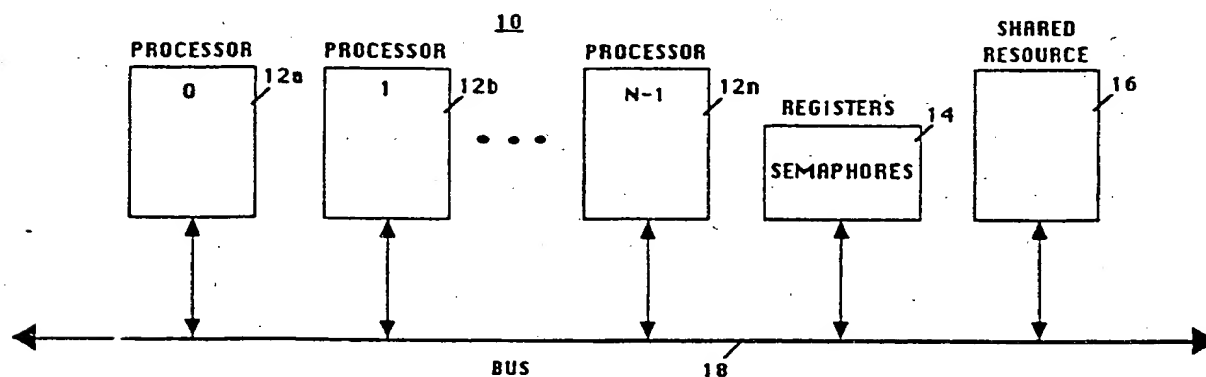 10
PROCESSOR
0
12a
PROCESSOR
1
12b
PROCESSOR
N-1
12n
REGISTERS
14
SEMAPHORES
SHARED
RESOURCE
16
BUS
18